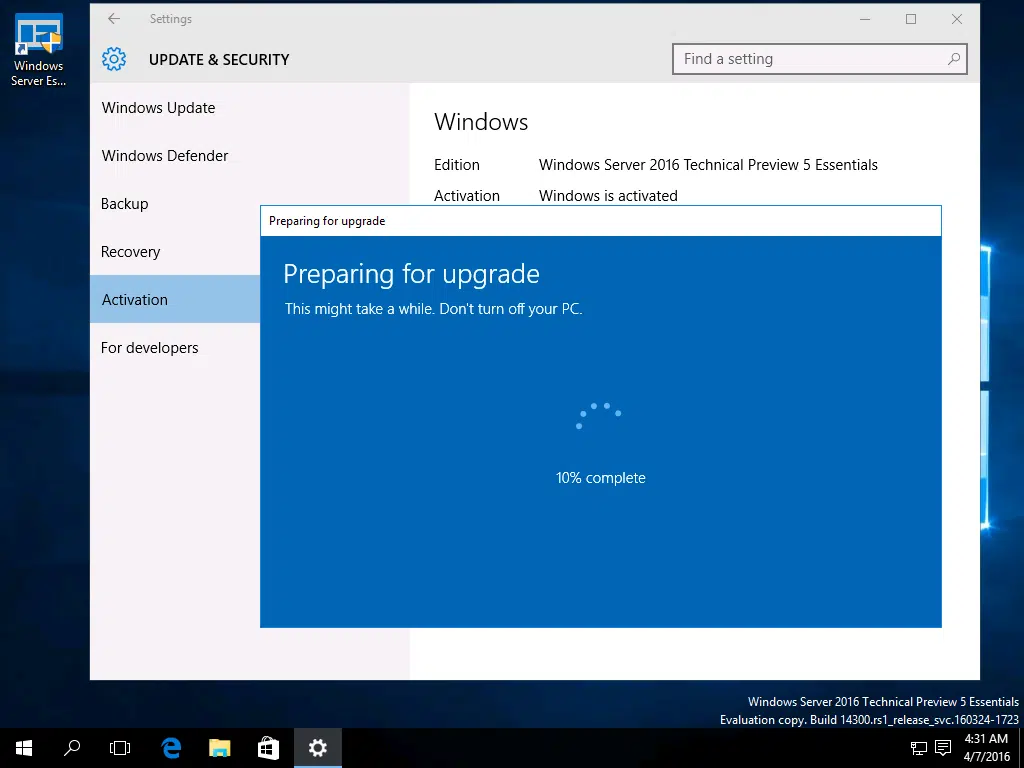 Windows
Server Es...
Settings
UPDATE & SECURITY
Find a setting
Windows Update
Windows Defender
Backup
Recovery
Activation
For developers
Windows
Edition Windows Server 2016 Technical Preview 5 Essentials
Activation Windows is activated
Preparing for upgrade
Preparing for upgrade
This might take a while. Don't turn off your PC.
10% complete
Windows Server 2016 Technical Preview 5 Essentials
Evaluation copy. Build 14300.rs1_release_svc.160324-1723
4:31 AM
4/7/2016